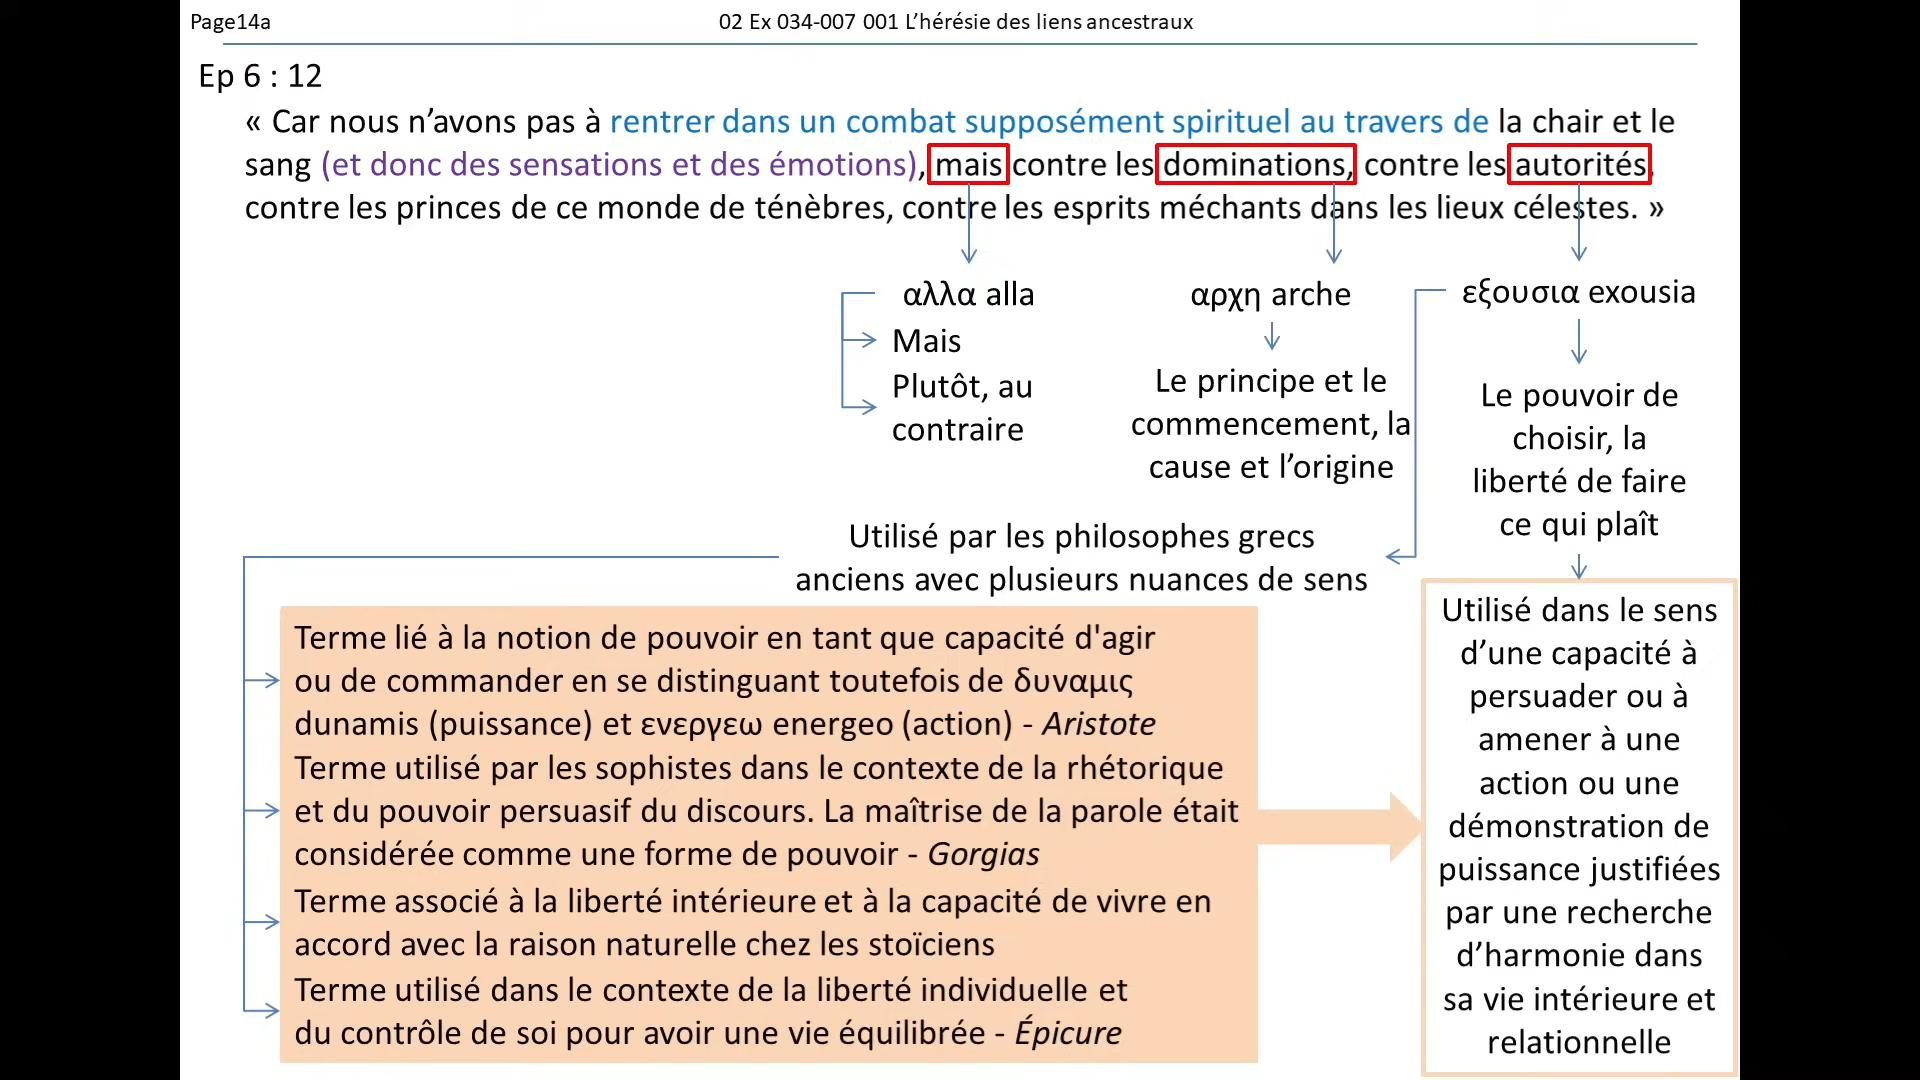 Page14a
02 Ex 034-007 001 L’hérésie des liens ancestraux
Ep 6 : 12
« Car nous n’avons pas à rentrer dans un combat supposément spirituel au travers de la chair et le
sang (et donc des sensations et des émotions), mais contre les dominations, contre les autorités,
contre les princes de ce monde de ténèbres, contre les esprits méchants dans les lieux célestes. »
αλλα alla
Mais
Plutôt, au
contraire
αρχη arche
Le principe et le
commencement, la
cause et l’origine
εξουσια exousia
Le pouvoir de
choisir, la
liberté de faire
ce qui plaît
Utilisé par les philosophes grecs
anciens avec plusieurs nuances de sens
Terme lié à la notion de pouvoir en tant que capacité d'agir
ou de commander en se distinguant toutefois de δυναμις
dunamis (puissance) et ενεργεω energeo (action) - Aristote
Terme utilisé par les sophistes dans le contexte de la rhétorique
et du pouvoir persuasif du discours. La maîtrise de la parole était
considérée comme une forme de pouvoir - Gorgias
Terme associé à la liberté intérieure et à la capacité de vivre en
accord avec la raison naturelle chez les stoïciens
Terme utilisé dans le contexte de la liberté individuelle et
du contrôle de soi pour avoir une vie équilibrée - Épicure
Utilisé dans le sens
d’une capacité à
persuader ou à
amener à une
action ou une
démonstration de
puissance justifiées
par une recherche
d’harmonie dans
sa vie intérieure et
relationnelle